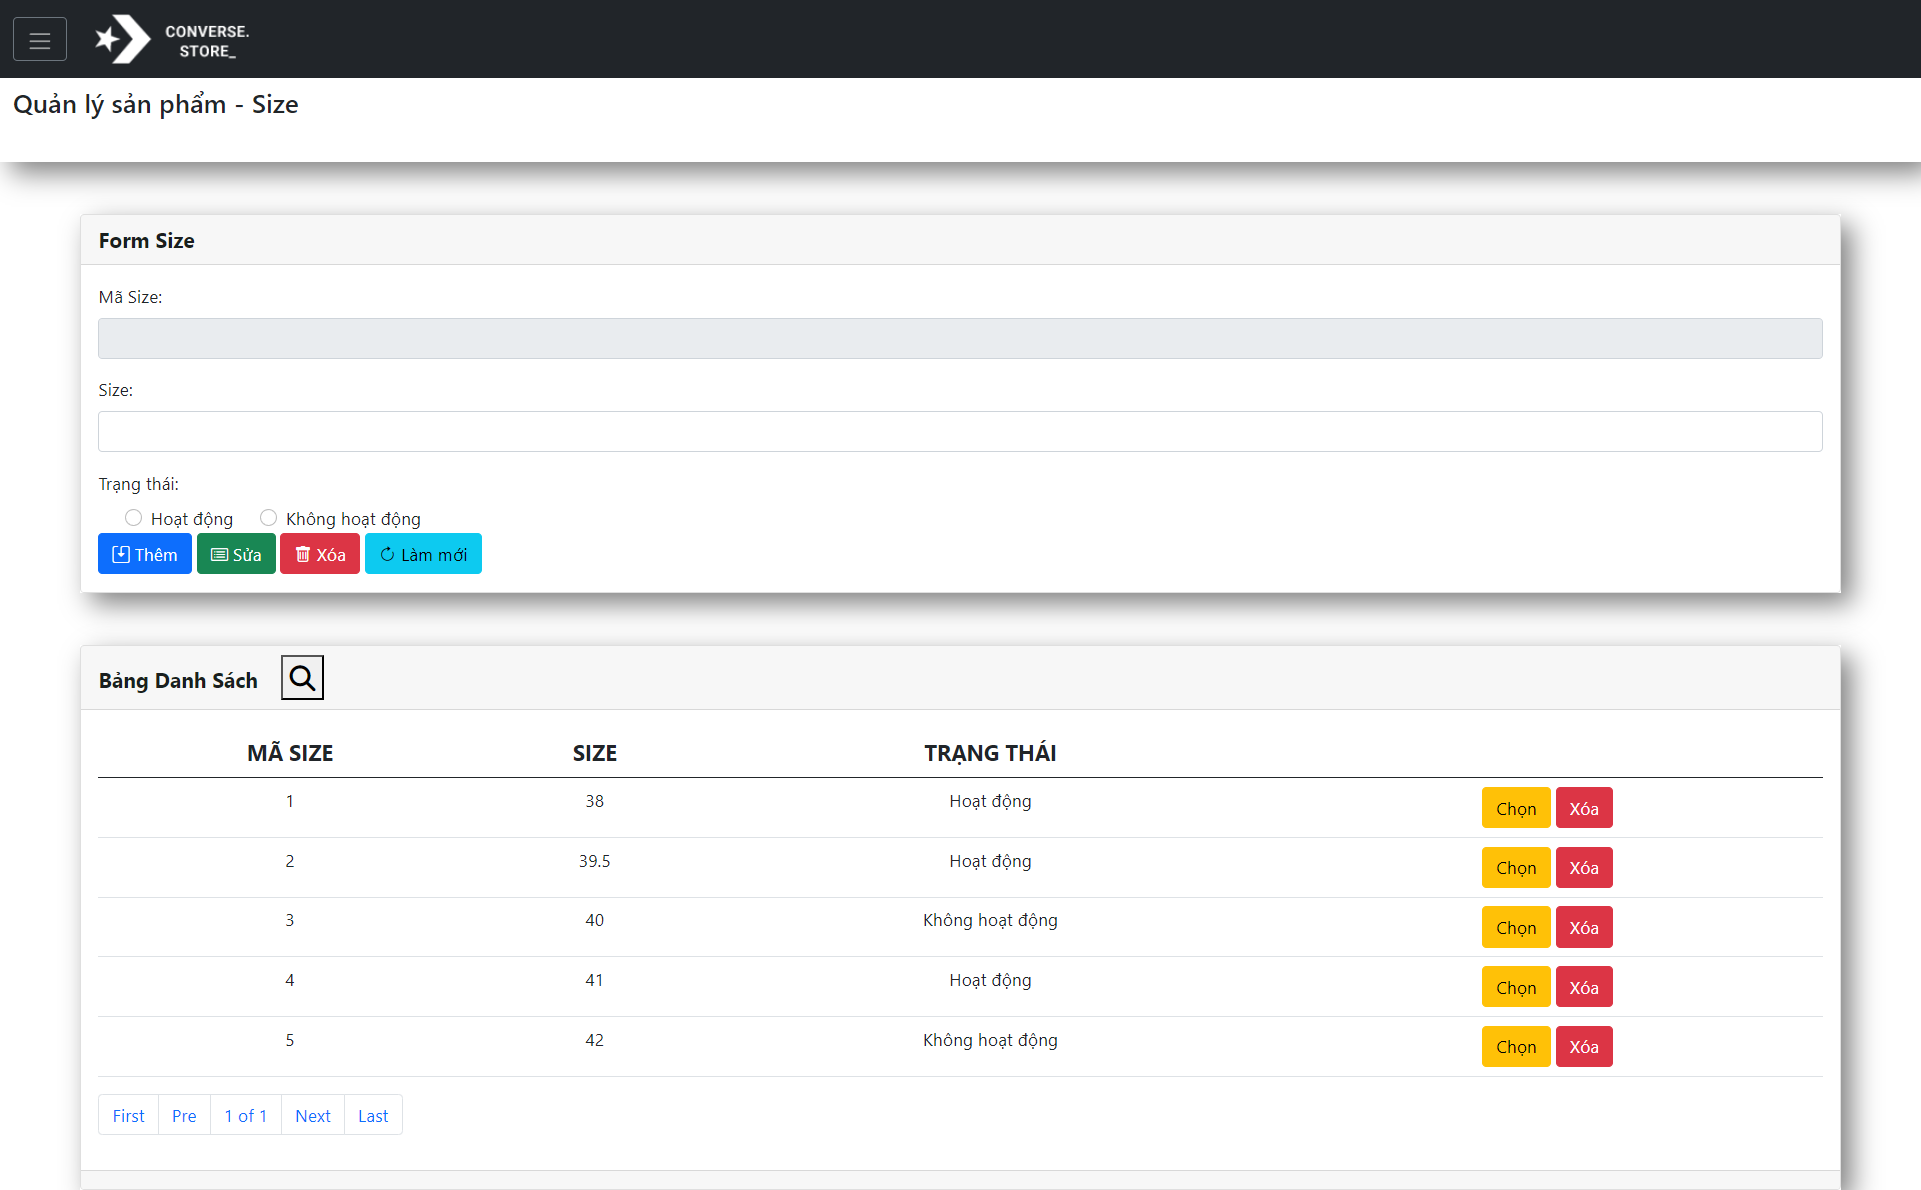 CONVERSE.
STORE_
Quản lý sản phẩm - Size
Form Size
Mã Size:
Size:
Trạng thái:
Hoạt động Không hoạt động
Thêm Sửa Xóa Làm mới
Bảng Danh Sách
MÃ SIZE SIZE TRẠNG THÁI
1 38 Hoạt động Chọn Xóa
2 39.5 Hoạt động Chọn Xóa
3 40 Không hoạt động Chọn Xóa
4 41 Hoạt động Chọn Xóa
5 42 Không hoạt động Chọn Xóa
First Pre 1 of 1 Next Last